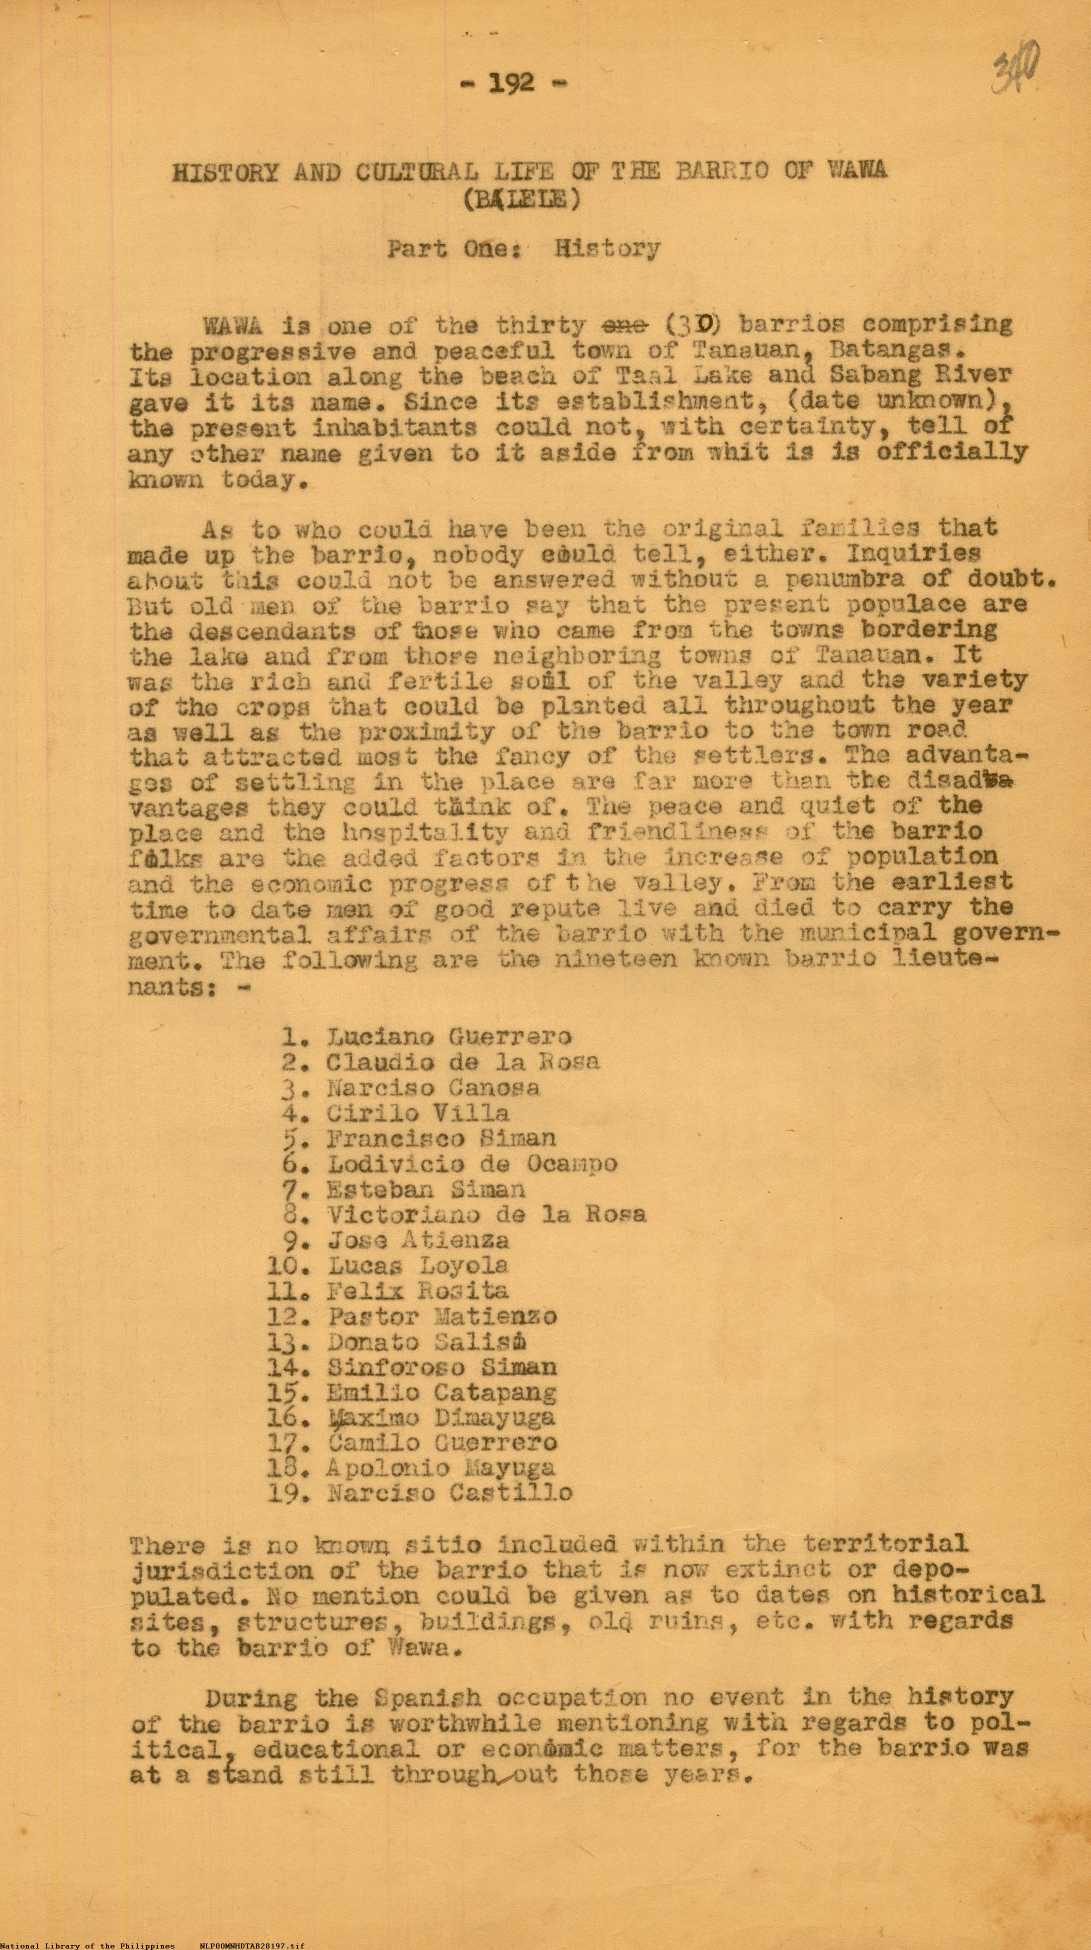 - 192 -
340
HISTORY AND CULTURAL LIFE OF THE BARRIO OF WAWA
(BALELE)
Part One: History
WAWA is one of the thirty one (30) barrios comprising
the progressive and peaceful town of Tanauan, Batangas.
Its location along the beach of Taal Lake and Sabang River
gave it its name. Since its establishment, (date unknown),
the present inhabitants could not, with certainty, tell of
any other name given to it aside from whit is is officially
known today.
As to who could have been the original families that
made up the barrio, nobody could tell, either. Inquiries
about this could not be answered without a penumbra of doubt.
But old men of the barrio say that the present populace are
the descendants of those who came from the towns bordering
the lake and from those neighboring towns of Tanauan. It
was the rich and fertile soil of the valley and the variety
of the crops that could be planted all throughout the year
as well as the proximity of the barrio to the town road
that attracted most the fancy of the settlers. The advanta-
ges of settling in the place are far more than the disad
vantages they could think of. The peace and quiet of the
place and the hospitality and friendliness of the barrio
folks are the added factors in the increase of population
and the economic progress of the valley. From the earliest
time to date men of good repute live and died to carry the
governmental affairs of the barrio with the municipal govern-
ment. The following are the nineteen known barrio lieute-
nants: -
1. Luciano Guerrero
2. Claudio de la Rosa
3. Narciso Canosa
4. Cirilo Villa
5. Francisco Siman
6. Lodivicio de Ocampo
7. Esteban Siman
8. Victoriano de la Rosa
9. Jose Atienza
10. Lucas Loyola
11. Felix Rosita
12. Pastor Matienzo
13. Donato
14. Sinforoso Siman
15. Emilio Catapang
16. Maximo Dimayuga
17. Camilo Guerrero
18. Apolonio Mayuga
19. Narciso Castillo
There is no known sitio included within the territorial
jurisdiction of the barrio that is now extinct or depo-
pulated. No mention could be given as to dates on historical
sites, structures, buildings, old ruins, etc. with regards
to the barrio of Wawa.
During the Spanish occupation no event in the history
of the barrio is worthwhile mentioning with regards to pol-
itical, educational or economic matters, for the barrio was
at a stand still throughout those years.
National Library of the Philippines NLPOOMNHDTAB28197.tif